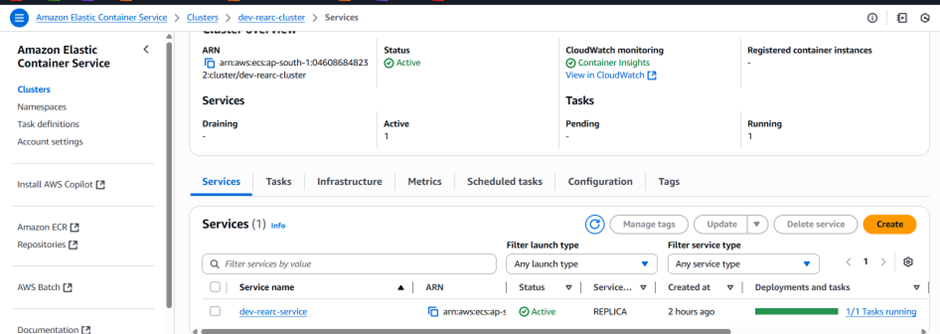 Amazon Elastic Container Service > Clusters > dev-rearc-cluster > Services
Amazon Elastic
Container Service
Clusters
Namespaces
Task definitions
Account settings
Install AWS Copilot
Amazon ECR
Repositories
AWS Batch
Documentation
Cluster overview
ARN
arn:aws:ecs:ap-south-1:04608684823
2:cluster/dev-rearc-cluster
Status
Active
CloudWatch monitoring
Container Insights
View in CloudWatch
Registered container instances
-
Services
Draining
-
Active
1
Tasks
Pending
-
Running
1
Services Tasks Infrastructure Metrics Scheduled tasks Configuration Tags
Services (1) Info
Manage tags Update Delete service Create
Filter launch type Filter service type
Filter services by value Any launch type Any service type 1
Service name ARN Status Service... Created at Deployments and tasks
dev-rearc-service arn:aws:ecs:ap-s Active REPLICA 2 hours ago 1/1 Tasks running